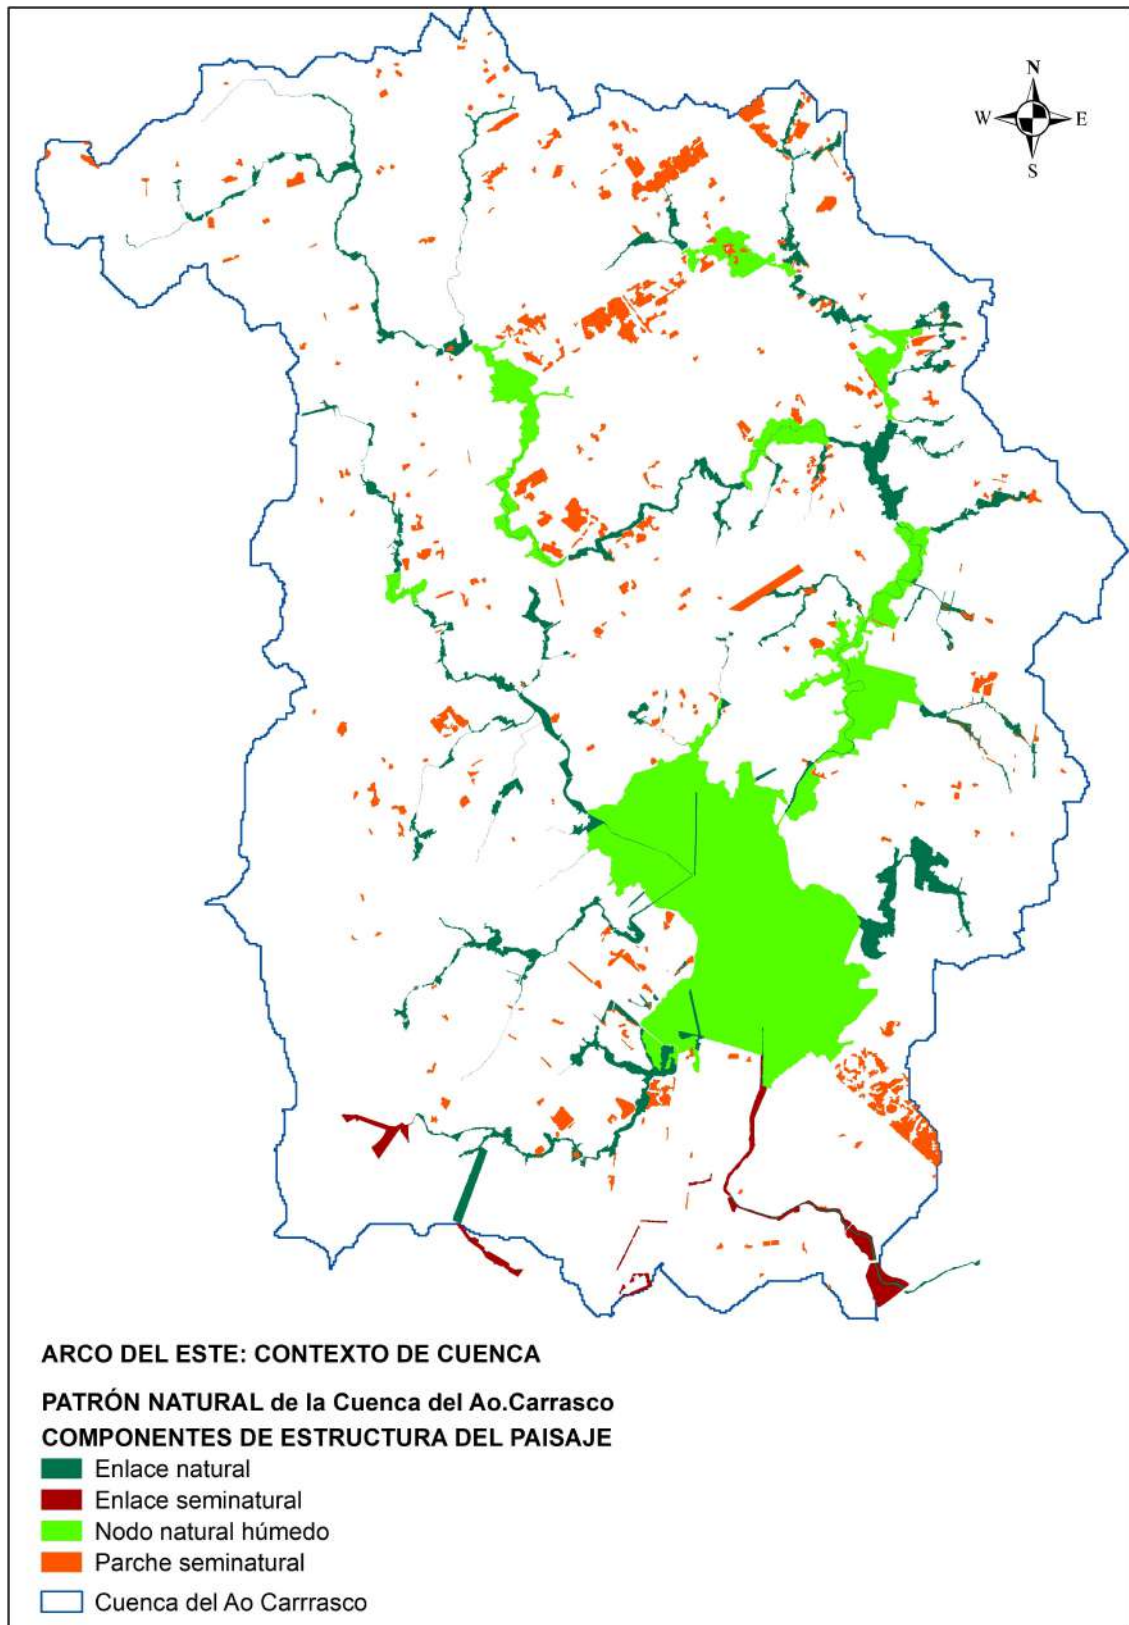 N
W E
S
ARCO DEL ESTE: CONTEXTO DE CUENCA
PATRÓN NATURAL de la Cuenca del Ao.Carrasco
COMPONENTES DE ESTRUCTURA DEL PAISAJE
Enlace natural
Enlace seminatural
Nodo natural húmedo
Parche seminatural
Cuenca del Ao Carrrasco